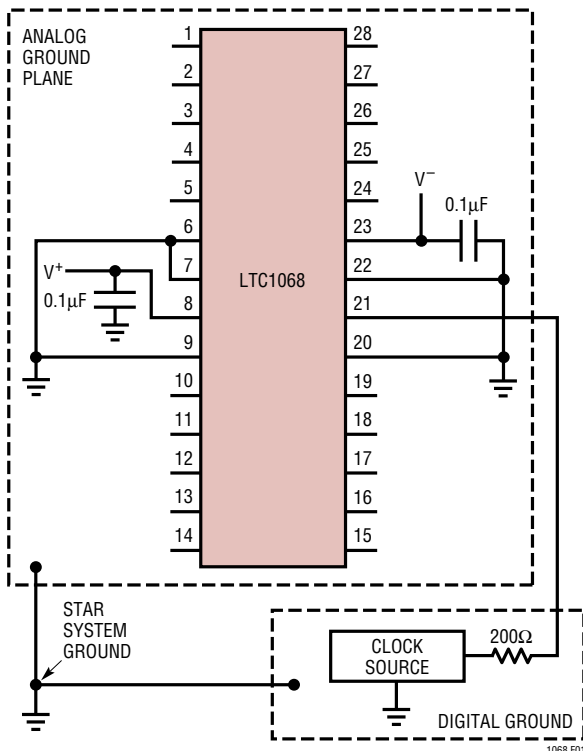 ANALOG
GROUND
PLANE
1
2
3
4
5
6
7
8
9
10
11
12
13
14
28
27
26
25
24
23
22
21
20
19
18
17
16
15
LTC1068
V+
0.1µF
V−
0.1µF
STAR
SYSTEM
GROUND
CLOCK
SOURCE
200Ω
DIGITAL GROUND